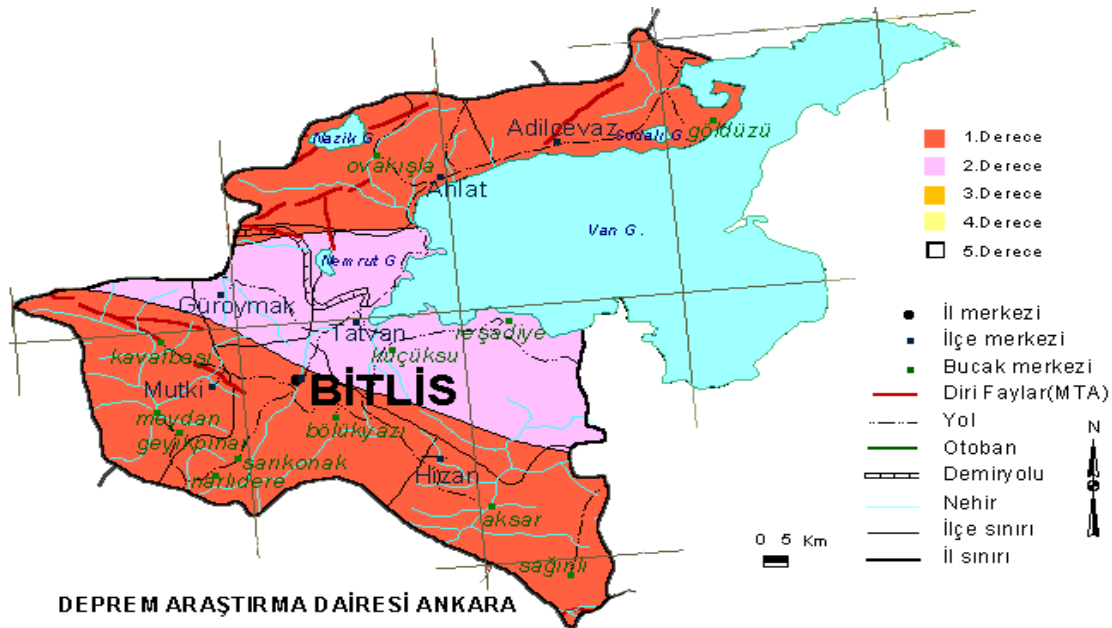 Nazik G.
Adilcevaz
Sodalı G.
göldüzü
ovakışla
Ahlat
Van G.
Nemrut G
Güroymak
Tatvan
reşadiye
küçüksu
kavafbaşı
Mutki
BİTLİS
meydan
bölükyazı
geyikpınar
sarıkonak
narlıdere
Hizan
aksar
sağınlı
1.Derece
2.Derece
3.Derece
4.Derece
5.Derece
İl merkezi
İlçe merkezi
Bucak merkezi
Diri Faylar(MTA)
Yol
Otoban
Demiryolu
Nehir
İlçe sınırı
İl sınırı
N
0 5 Km
DEPREM ARAŞTIRMA DAİRESİ ANKARA